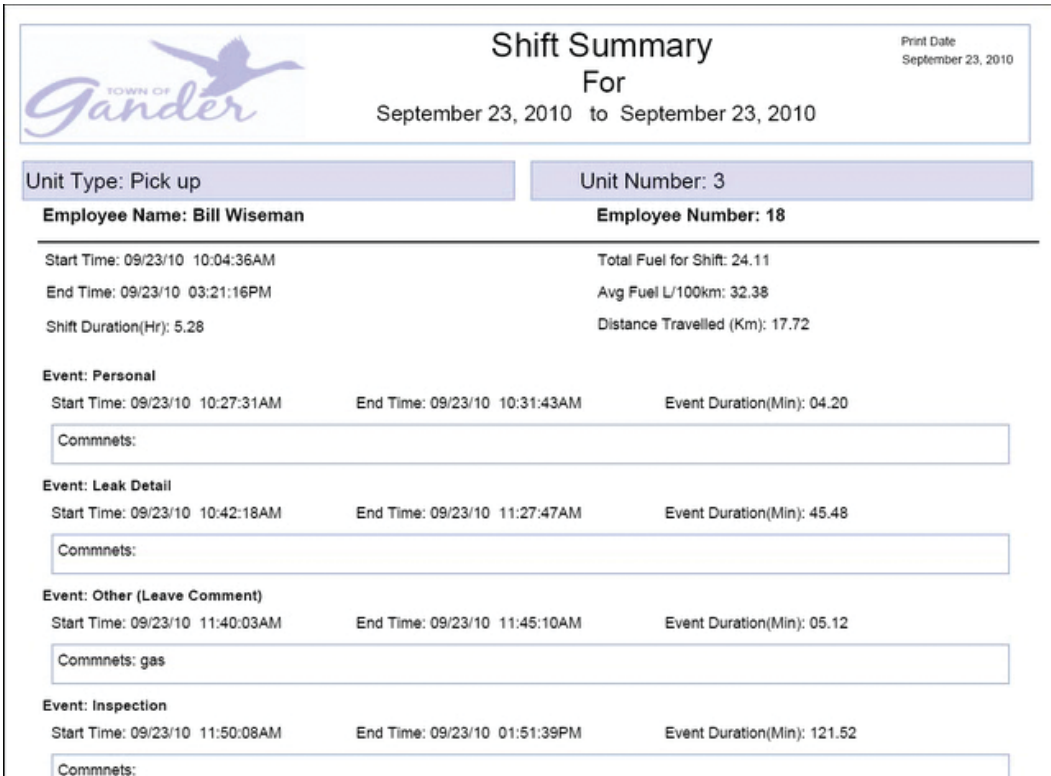 TOWN OF
Gander
Shift Summary
For
September 23, 2010 to September 23, 2010
Print Date
September 23, 2010
Unit Type: Pick up
Unit Number: 3
Employee Name: Bill Wiseman
Employee Number: 18
Start Time: 09/23/10 10:04:36AM
Total Fuel for Shift: 24.11
End Time: 09/23/10 03:21:16PM
Avg Fuel L/100km: 32.38
Shift Duration(Hr): 5.28
Distance Travelled (Km): 17.72
Event: Personal
Start Time: 09/23/10 10:27:31AM End Time: 09/23/10 10:31:43AM Event Duration(Min): 04.20
Commnets:
Event: Leak Detail
Start Time: 09/23/10 10:42:18AM End Time: 09/23/10 11:27:47AM Event Duration(Min): 45.48
Commnets:
Event: Other (Leave Comment)
Start Time: 09/23/10 11:40:03AM End Time: 09/23/10 11:45:10AM Event Duration(Min): 05.12
Commnets: gas
Event: Inspection
Start Time: 09/23/10 11:50:08AM End Time: 09/23/10 01:51:39PM Event Duration(Min): 121.52
Commnets: